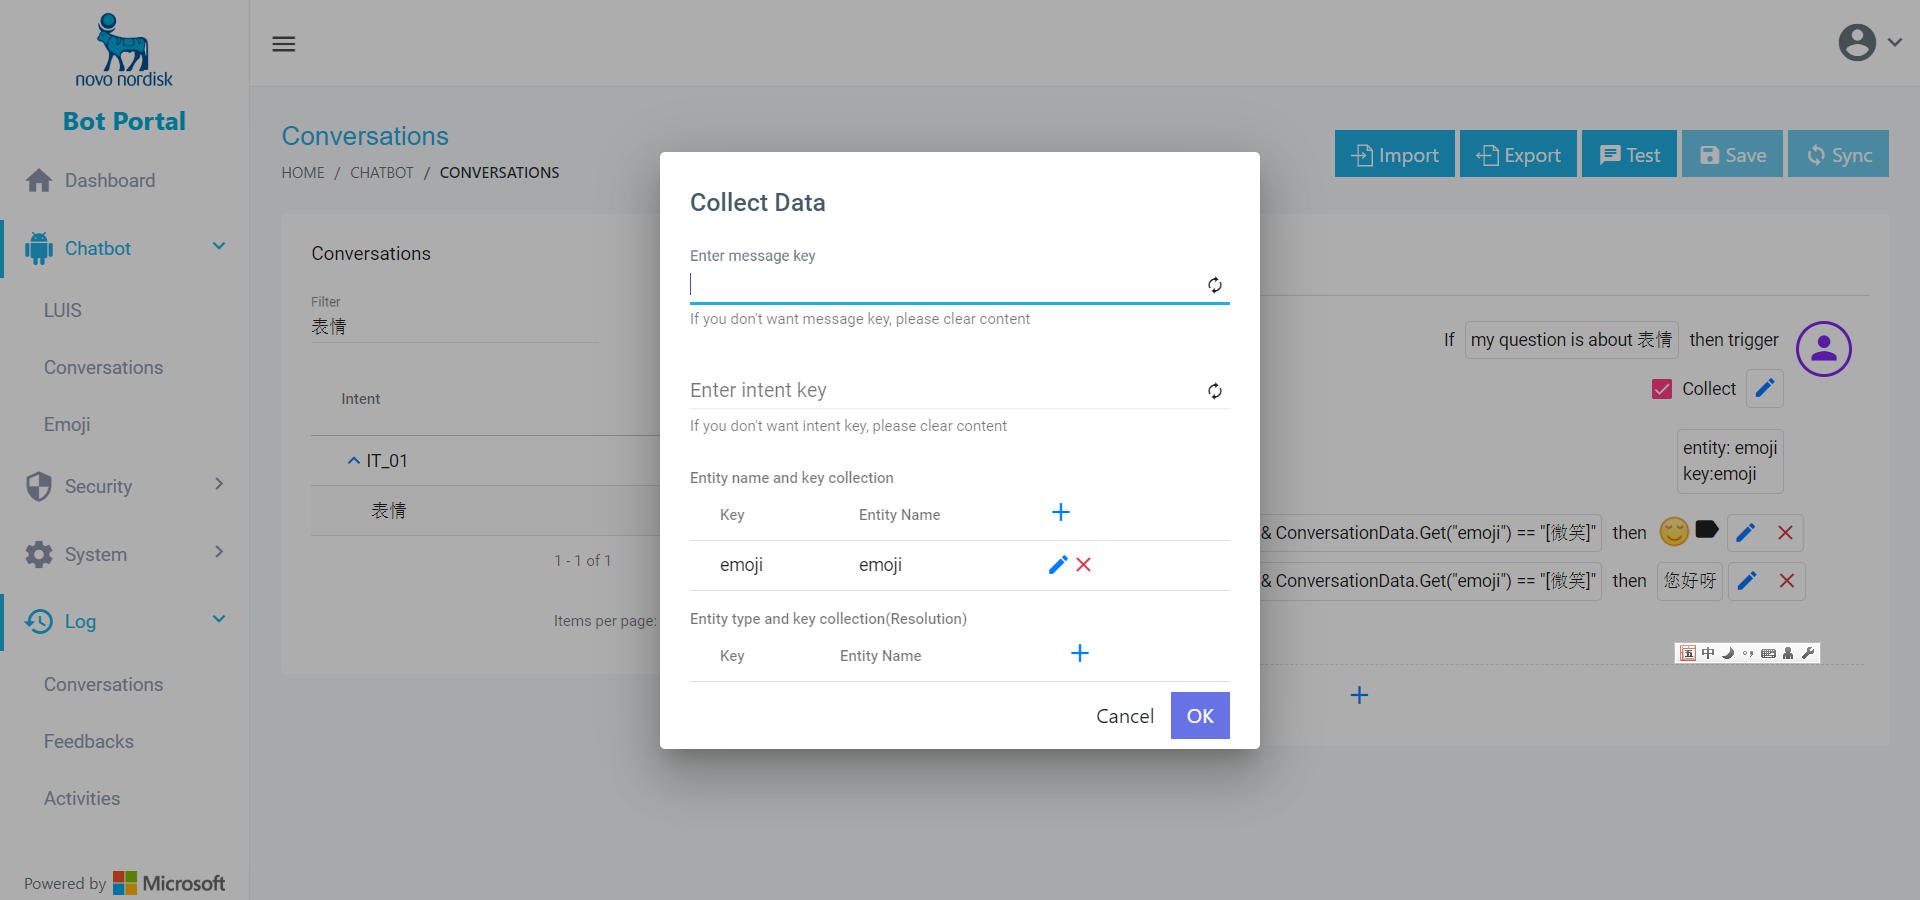 novo nordisk
Bot Portal
Dashboard
Chatbot
LUIS
Conversations
Emoji
Security
System
Log
Conversations
Feedbacks
Activities
Powered by Microsoft
Conversations
HOME / CHATBOT / CONVERSATIONS
Import
Export
Test
Save
Sync
Conversations
Filter
表情
Intent
IT_01
表情
1 - 1 of 1
Items per page:
Collect Data
Enter message key
If you don't want message key, please clear content
Enter intent key
If you don't want intent key, please clear content
Entity name and key collection
Key Entity Name
emoji emoji
Entity type and key collection(Resolution)
Key Entity Name
Cancel OK
If my question is about 表情 then trigger
Collect
entity: emoji
key:emoji
& ConversationData.Get("emoji") == "[微笑]" then
& ConversationData.Get("emoji") == "[微笑]" then 您好呀
五 中